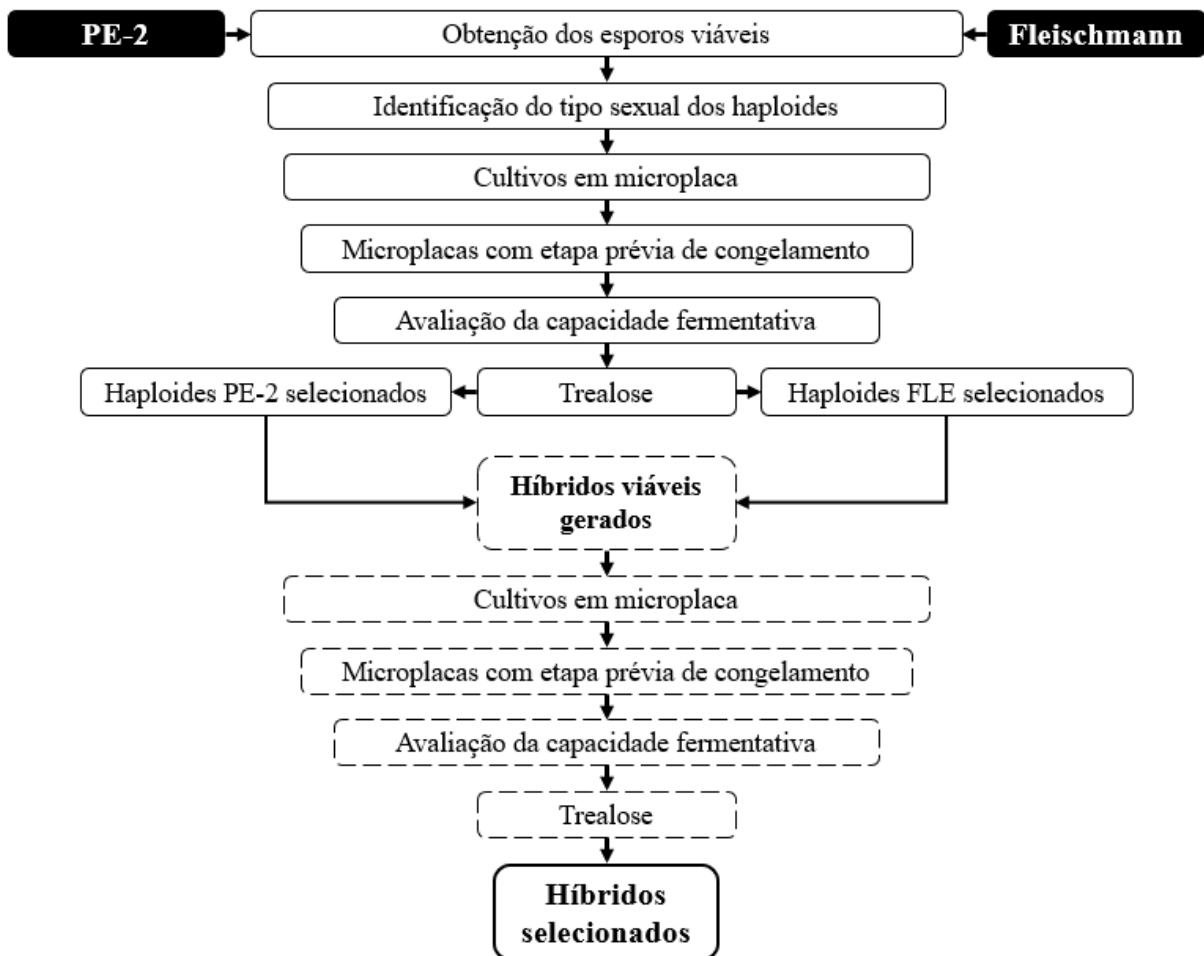 PE-2
Obtenção dos esporos viáveis
Fleischmann
Identificação do tipo sexual dos haploides
Cultivos em microplaca
Microplacas com etapa prévia de congelamento
Avaliação da capacidade fermentativa
Haploides PE-2 selecionados
Trealose
Haploides FLE selecionados
Híbridos viáveis
gerados
Cultivos em microplaca
Microplacas com etapa prévia de congelamento
Avaliação da capacidade fermentativa
Trealose
Híbridos
selecionados